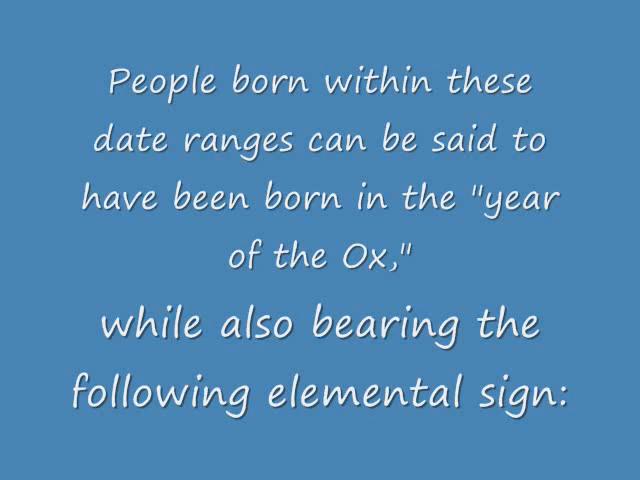 People born within these
date ranges can be said to
have been born in the "year
of the Ox,"
while also bearing the
following elemental sign: